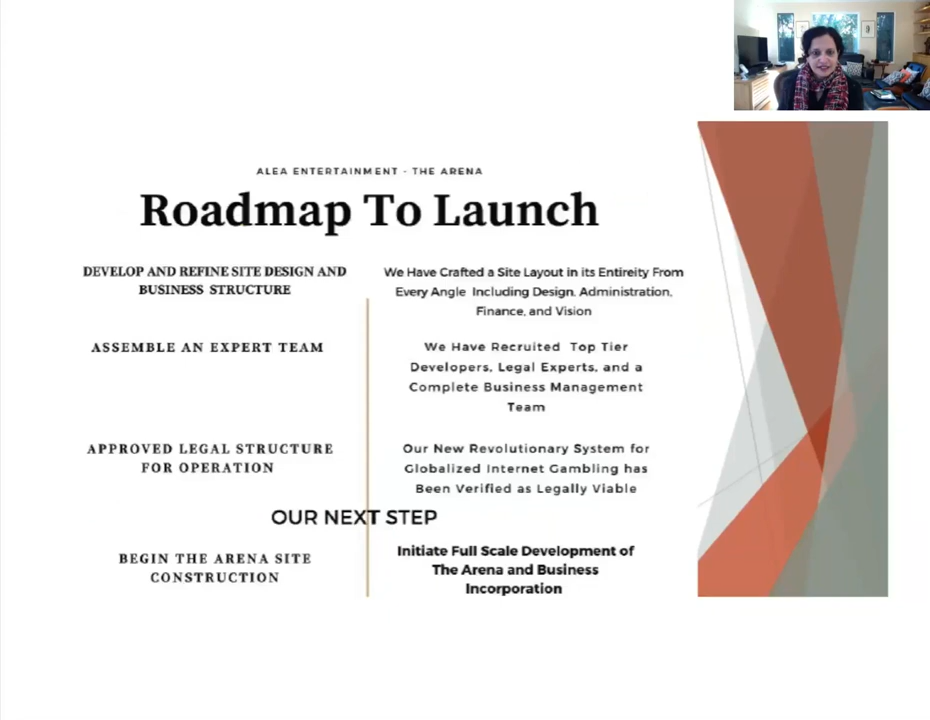 ALEA ENTERTAINMENT - THE ARENA
Roadmap To Launch
DEVELOP AND REFINE SITE DESIGN AND
BUSINESS STRUCTURE
We Have Crafted a Site Layout in its Entireity From
Every Angle Including Design, Administration,
Finance, and Vision
ASSEMBLE AN EXPERT TEAM
We Have Recruited Top Tier
Developers, Legal Experts, and a
Complete Business Management
Team
APPROVED LEGAL STRUCTURE
FOR OPERATION
Our New Revolutionary System for
Globalized Internet Gambling has
Been Verified as Legally Viable
OUR NEXT STEP
BEGIN THE ARENA SITE
CONSTRUCTION
Initiate Full Scale Development of
The Arena and Business
Incorporation